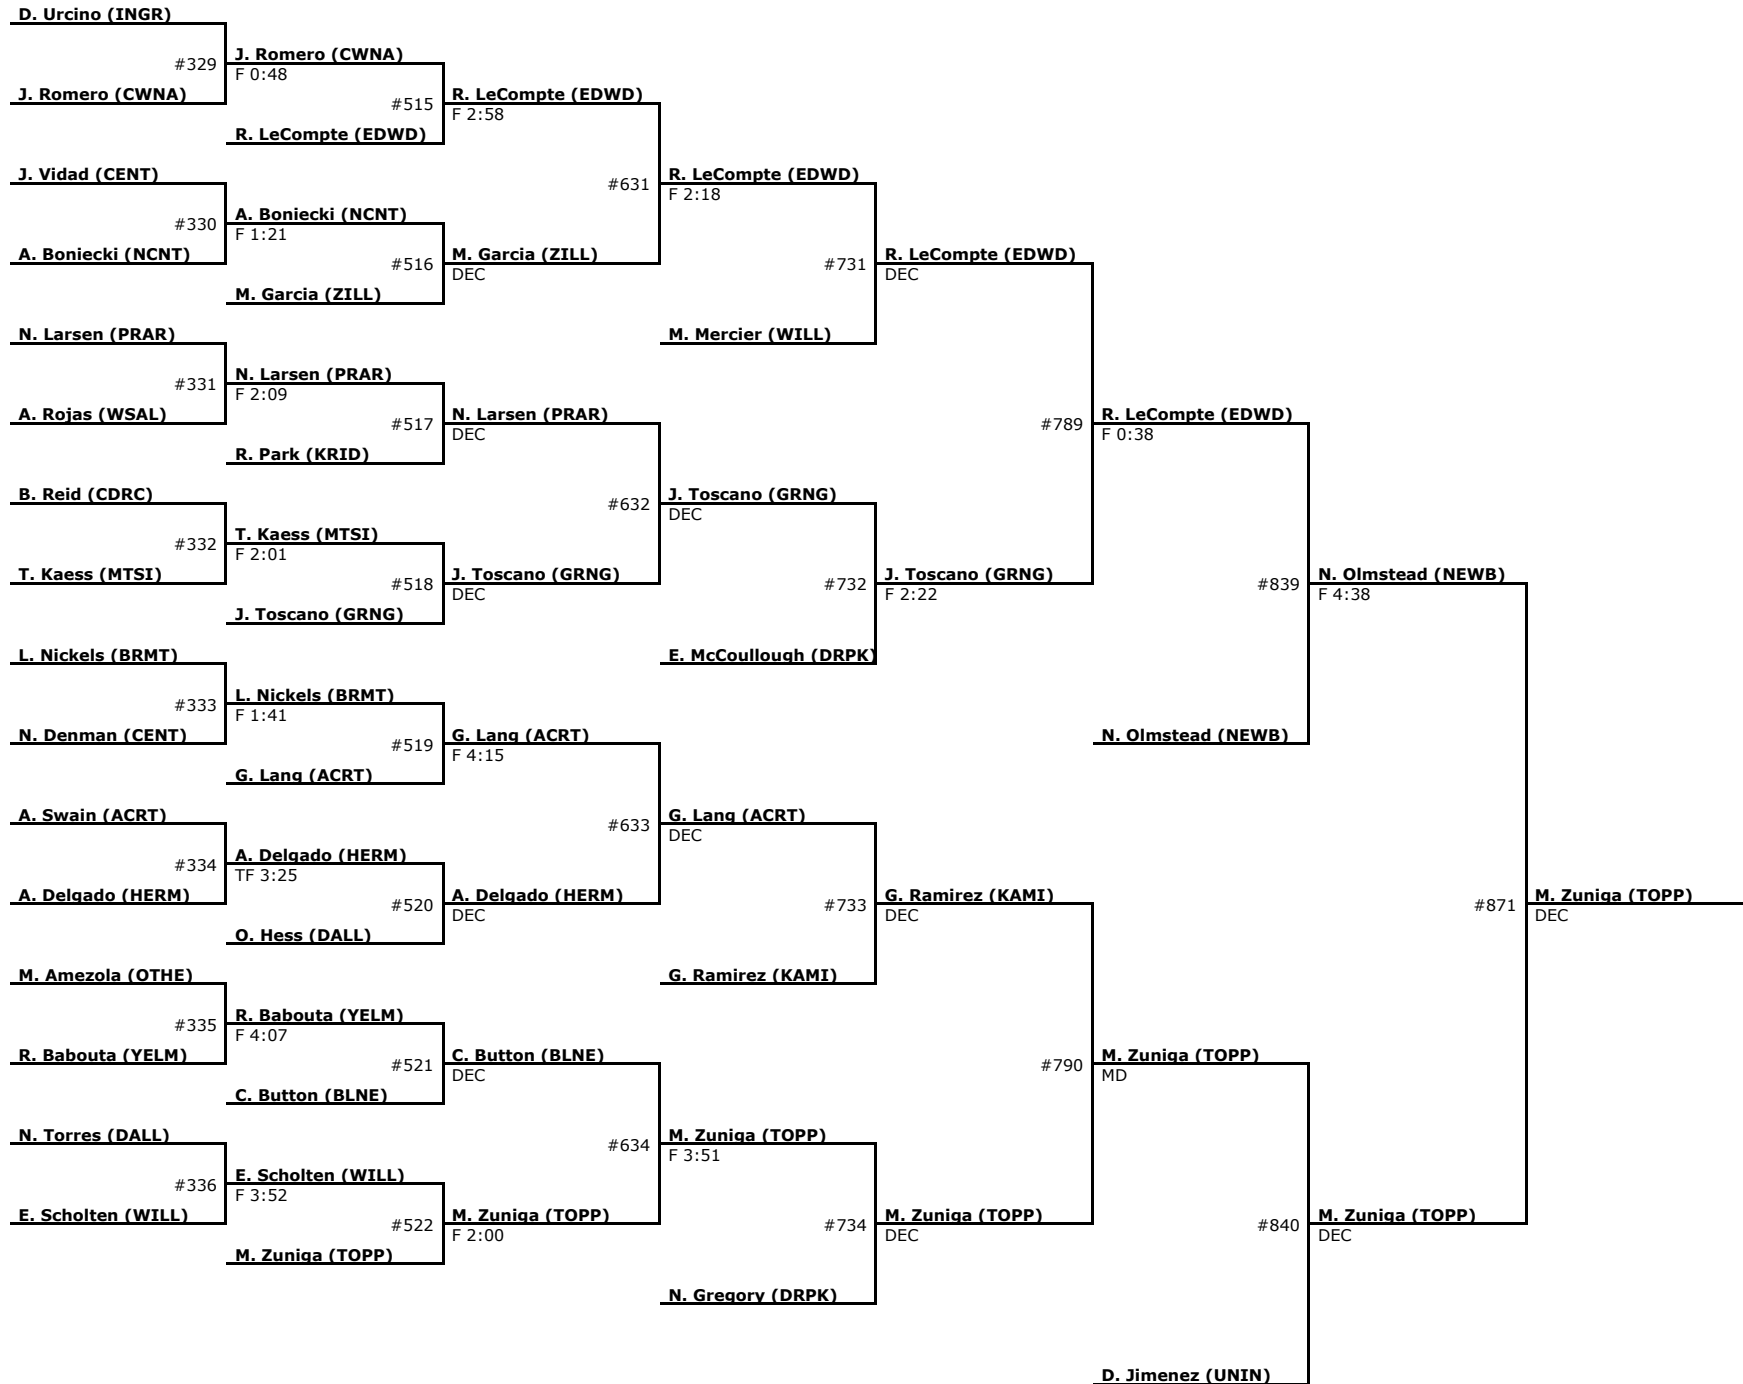 D. Urcino (INGR)
#329
J. Romero (CWNA)
J. Romero (CWNA)
F 0:48
#515
R. LeCompte (EDWD)
R. LeCompte (EDWD)
F 2:58
J. Vidad (CENT)
#330
A. Boniecki (NCNT)
A. Boniecki (NCNT)
F 1:21
#516
M. Garcia (ZILL)
M. Garcia (ZILL)
DEC
#631
R. LeCompte (EDWD)
F 2:18
N. Larsen (PRAR)
#331
A. Rojas (WSAL)
N. Larsen (PRAR)
F 2:09
#517
R. Park (KRID)
N. Larsen (PRAR)
DEC
M. Mercier (WILL)
#731
R. LeCompte (EDWD)
DEC
B. Reid (CDRC)
#332
T. Kaess (MTSI)
T. Kaess (MTSI)
F 2:01
#518
J. Toscano (GRNG)
J. Toscano (GRNG)
DEC
#632
J. Toscano (GRNG)
DEC
#732
E. McCoullough (DRPK)
J. Toscano (GRNG)
F 2:22
#789
R. LeCompte (EDWD)
F 0:38
#839
N. Olmstead (NEWB)
N. Olmstead (NEWB)
F 4:38
L. Nickels (BRMT)
#333
N. Denman (CENT)
L. Nickels (BRMT)
F 1:41
#519
G. Lang (ACRT)
G. Lang (ACRT)
F 4:15
A. Swain (ACRT)
#334
A. Delgado (HERM)
A. Delgado (HERM)
TF 3:25
#520
O. Hess (DALL)
A. Delgado (HERM)
DEC
#633
G. Lang (ACRT)
DEC
#733
G. Ramirez (KAMI)
G. Ramirez (KAMI)
DEC
M. Amezola (OTHE)
#335
R. Babouta (YELM)
R. Babouta (YELM)
F 4:07
#521
C. Button (BLNE)
C. Button (BLNE)
DEC
N. Torres (DALL)
#336
E. Scholten (WILL)
E. Scholten (WILL)
F 3:52
#522
M. Zuniga (TOPP)
M. Zuniga (TOPP)
F 2:00
#634
M. Zuniga (TOPP)
F 3:51
#734
N. Gregory (DRPK)
M. Zuniga (TOPP)
DEC
#790
M. Zuniga (TOPP)
MD
#840
D. Jimenez (UNIN)
M. Zuniga (TOPP)
DEC
#871
M. Zuniga (TOPP)
DEC